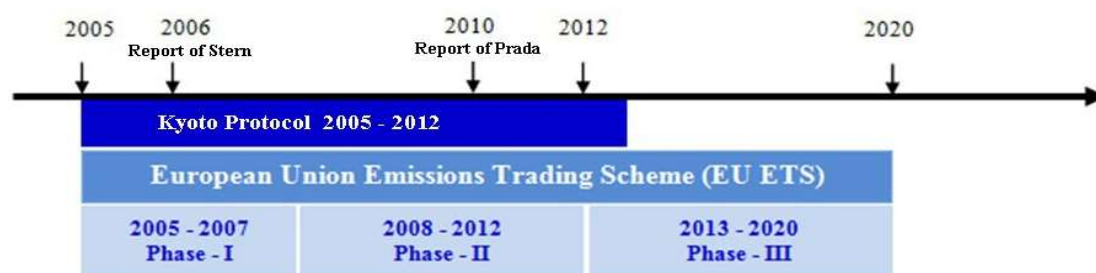 2005 2006 2010 2012 2020
Report of Stern Report of Prada
Kyoto Protocol 2005 - 2012
European Union Emissions Trading Scheme (EU ETS)
2005 - 2007 2008 - 2012 2013 - 2020
Phase - I Phase - II Phase - III